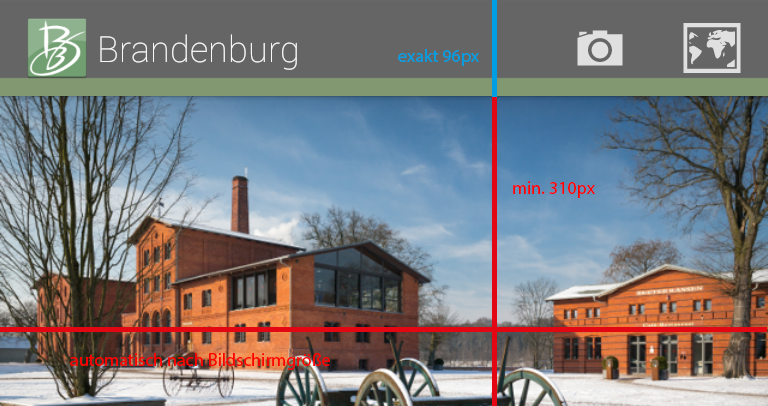 Brandenburg
exakt 96px
min. 310px
automatisch nach Bildschirmgröße